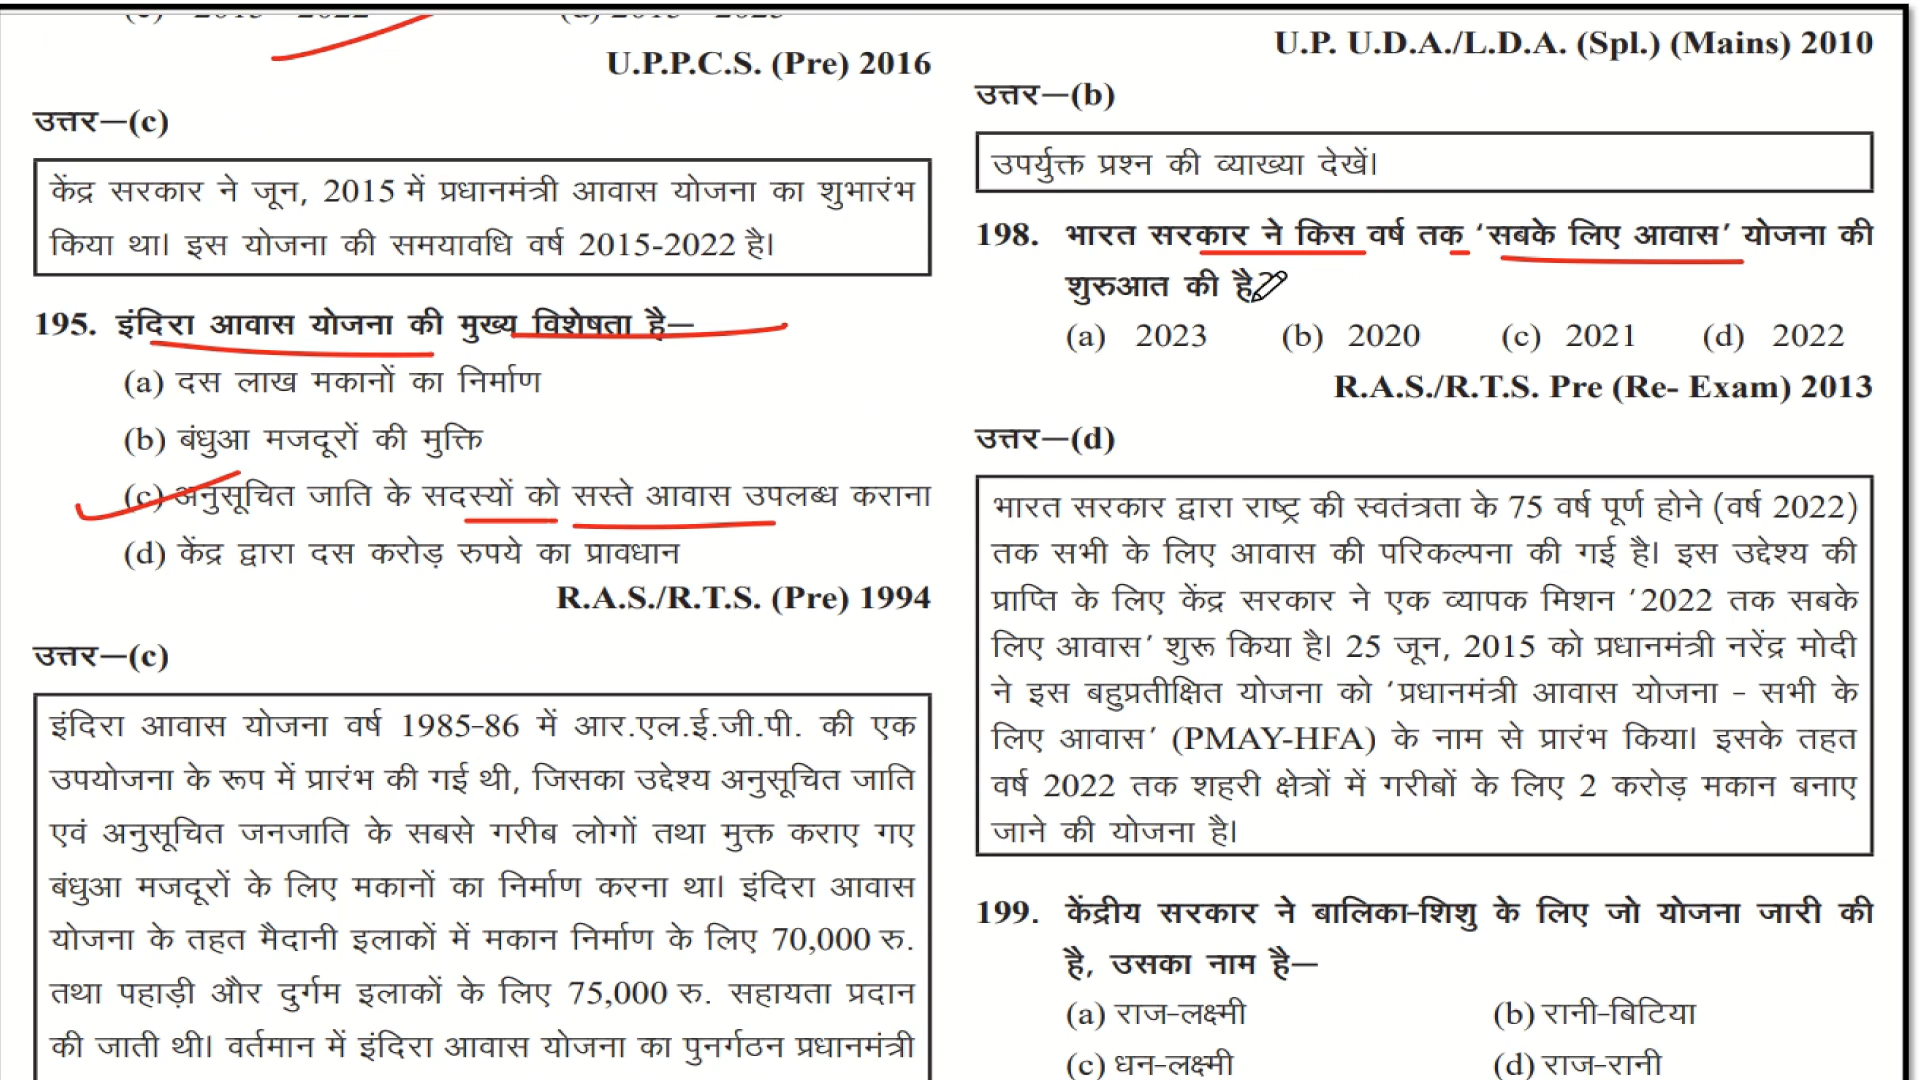 U.P.P.C.S. (Pre) 2016
उत्तर—(c)
केंद्र सरकार ने जून, 2015 में प्रधानमंत्री आवास योजना का शुभारंभ
किया था। इस योजना की समयावधि वर्ष 2015-2022 है।
195. इंदिरा आवास योजना की मुख्य विशेषता है—
(a) दस लाख मकानों का निर्माण
(b) बंधुआ मजदूरों की मुक्ति
(c) अनुसूचित जाति के सदस्यों को सस्ते आवास उपलब्ध कराना
(d) केंद्र द्वारा दस करोड़ रुपये का प्रावधान
R.A.S./R.T.S. (Pre) 1994
उत्तर—(c)
इंदिरा आवास योजना वर्ष 1985-86 में आर.एल.ई.जी.पी. की एक
उपयोजना के रूप में प्रारंभ की गई थी, जिसका उद्देश्य अनुसूचित जाति
एवं अनुसूचित जनजाति के सबसे गरीब लोगों तथा मुक्त कराए गए
बंधुआ मजदूरों के लिए मकानों का निर्माण करना था। इंदिरा आवास
योजना के तहत मैदानी इलाकों में मकान निर्माण के लिए 70,000 रु.
तथा पहाड़ी और दुर्गम इलाकों के लिए 75,000 रु. सहायता प्रदान
की जाती थी। वर्तमान में इंदिरा आवास योजना का पुनर्गठन प्रधानमंत्री
U.P. U.D.A./L.D.A. (Spl.) (Mains) 2010
उत्तर—(b)
उपर्युक्त प्रश्न की व्याख्या देखें।
198. भारत सरकार ने किस वर्ष तक ‘सबके लिए आवास’ योजना की
शुरुआत की है
(a) 2023 (b) 2020 (c) 2021 (d) 2022
R.A.S./R.T.S. Pre (Re- Exam) 2013
उत्तर—(d)
भारत सरकार द्वारा राष्ट्र की स्वतंत्रता के 75 वर्ष पूर्ण होने (वर्ष 2022)
तक सभी के लिए आवास की परिकल्पना की गई है। इस उद्देश्य की
प्राप्ति के लिए केंद्र सरकार ने एक व्यापक मिशन ‘2022 तक सबके
लिए आवास’ शुरू किया है। 25 जून, 2015 को प्रधानमंत्री नरेंद्र मोदी
ने इस बहुप्रतीक्षित योजना को ‘प्रधानमंत्री आवास योजना - सभी के
लिए आवास’ (PMAY-HFA) के नाम से प्रारंभ किया। इसके तहत
वर्ष 2022 तक शहरी क्षेत्रों में गरीबों के लिए 2 करोड़ मकान बनाए
जाने की योजना है।
199. केंद्रीय सरकार ने बालिका-शिशु के लिए जो योजना जारी की
है, उसका नाम है—
(a) राज-लक्ष्मी (b) रानी-बिटिया
(c) धन-लक्ष्मी (d) राज-रानी